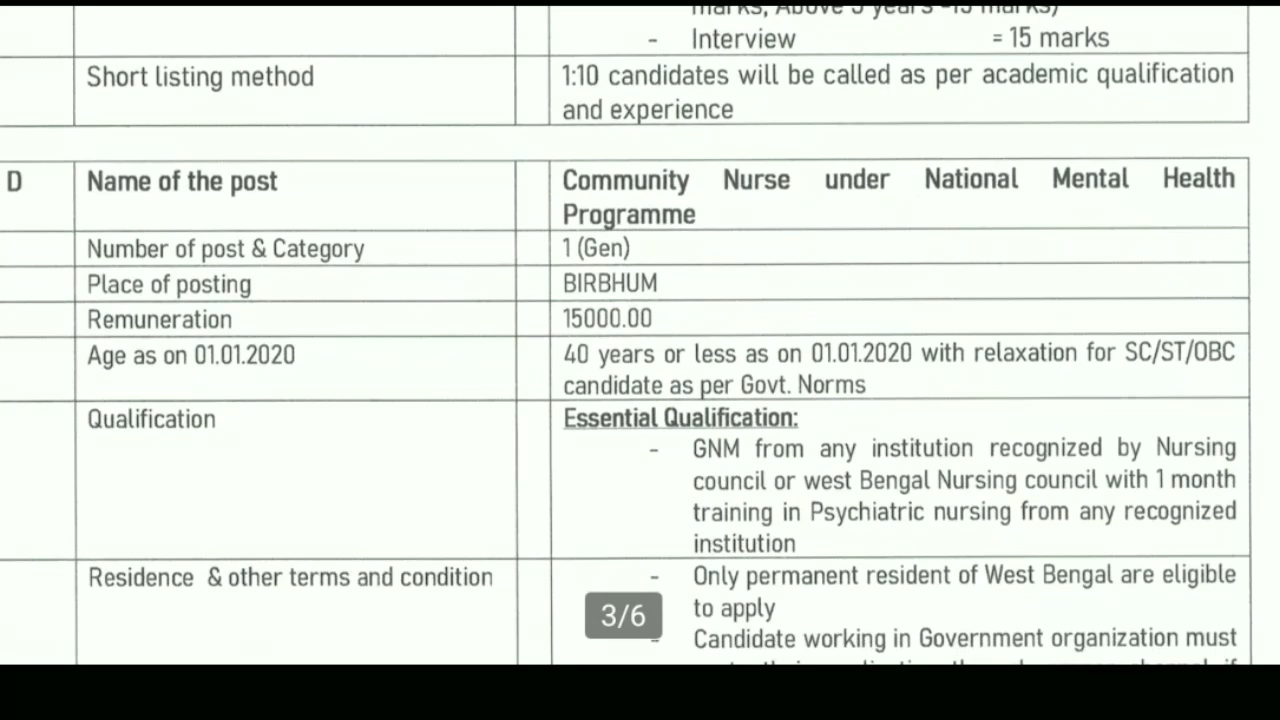 marks, Above 5 years -15 marks)
- Interview = 15 marks
Short listing method 1:10 candidates will be called as per academic qualification
and experience
D Name of the post Community Nurse under National Mental Health
Programme
Number of post & Category 1 (Gen)
Place of posting BIRBHUM
Remuneration 15000.00
Age as on 01.01.2020 40 years or less as on 01.01.2020 with relaxation for SC/ST/OBC
candidate as per Govt. Norms
Qualification Essential Qualification:
- GNM from any institution recognized by Nursing
council or west Bengal Nursing council with 1 month
training in Psychiatric nursing from any recognized
institution
Residence & other terms and condition - Only permanent resident of West Bengal are eligible
3/6 to apply
- Candidate working in Government organization must